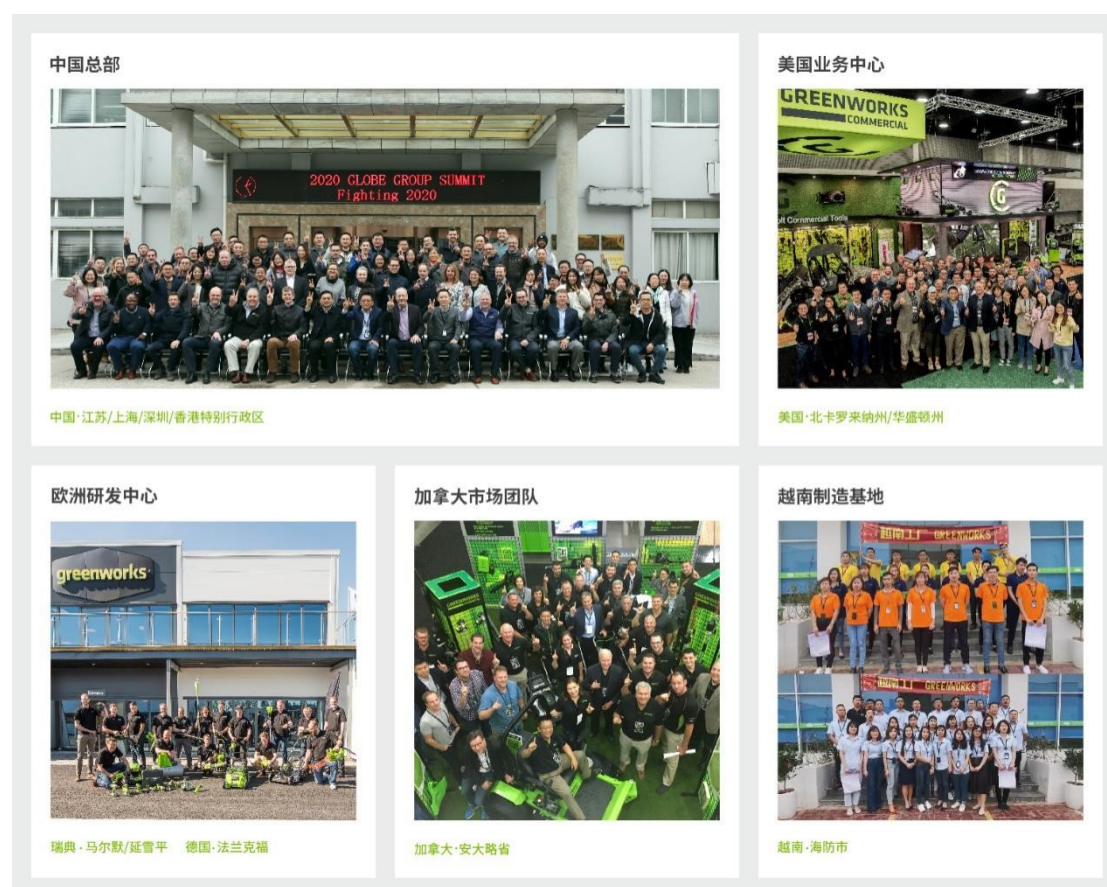 中国总部
2020 GLOBE GROUP SUMMIT
Fighting 2020
中国·江苏/上海/深圳/香港特别行政区
美国业务中心
GREENWORKS
COMMERCIAL
olt Commercial Tools
G
美国·北卡罗来纳州/华盛顿州
欧洲研发中心
greenworks
瑞典·马尔默/延雪平 德国·法兰克福
加拿大市场团队
GREENWORKS
加拿大·安大略省
越南制造基地
越南工厂 GREENWORKS
越南工厂 GREENWORKS
越南·海防市